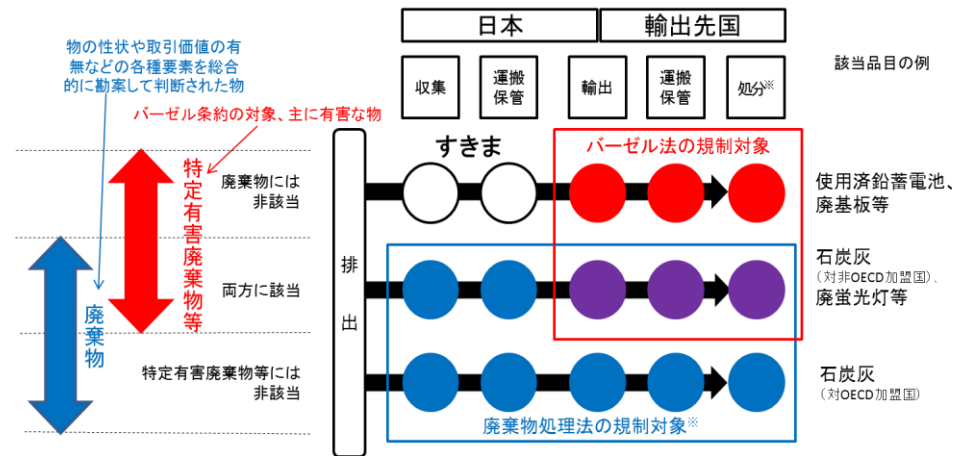 日本
輸出先国
物の性状や取引価値の有
無などの各種要素を総合
的に勘案して判断された物
収集
運搬
保管
輸出
運搬
保管
処分※
該当品目の例
バーゼル条約の対象、主に有害な物
すきま
バーゼル法の規制対象
特定有害廃棄物等
廃棄物には
非該当
使用済鉛蓄電池、
廃基板等
廃棄物
両方に該当
排出
石炭灰
(対非OECD加盟国)、
廃蛍光灯等
特定有害廃棄物等には
非該当
石炭灰
(対OECD加盟国)
廃棄物処理法の規制対象※